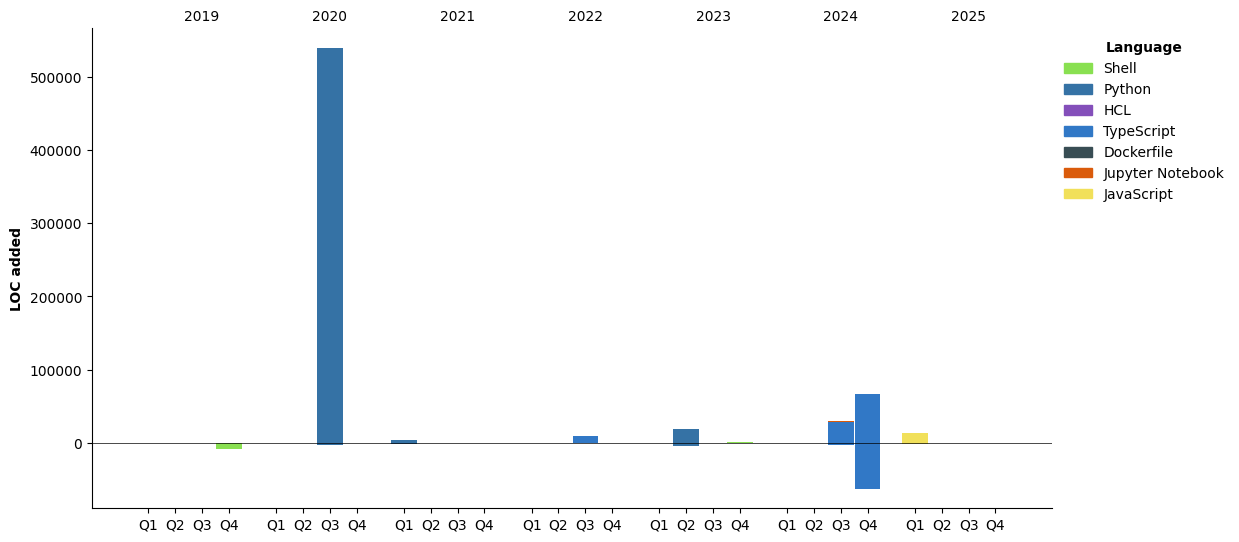 2019 2020 2021 2022 2023 2024 2025
Language
Shell
Python
HCL
TypeScript
Dockerfile
Jupyter Notebook
JavaScript
LOC added
500000
400000
300000
200000
100000
0
Q1 Q2 Q3 Q4 Q1 Q2 Q3 Q4 Q1 Q2 Q3 Q4 Q1 Q2 Q3 Q4 Q1 Q2 Q3 Q4 Q1 Q2 Q3 Q4 Q1 Q2 Q3 Q4